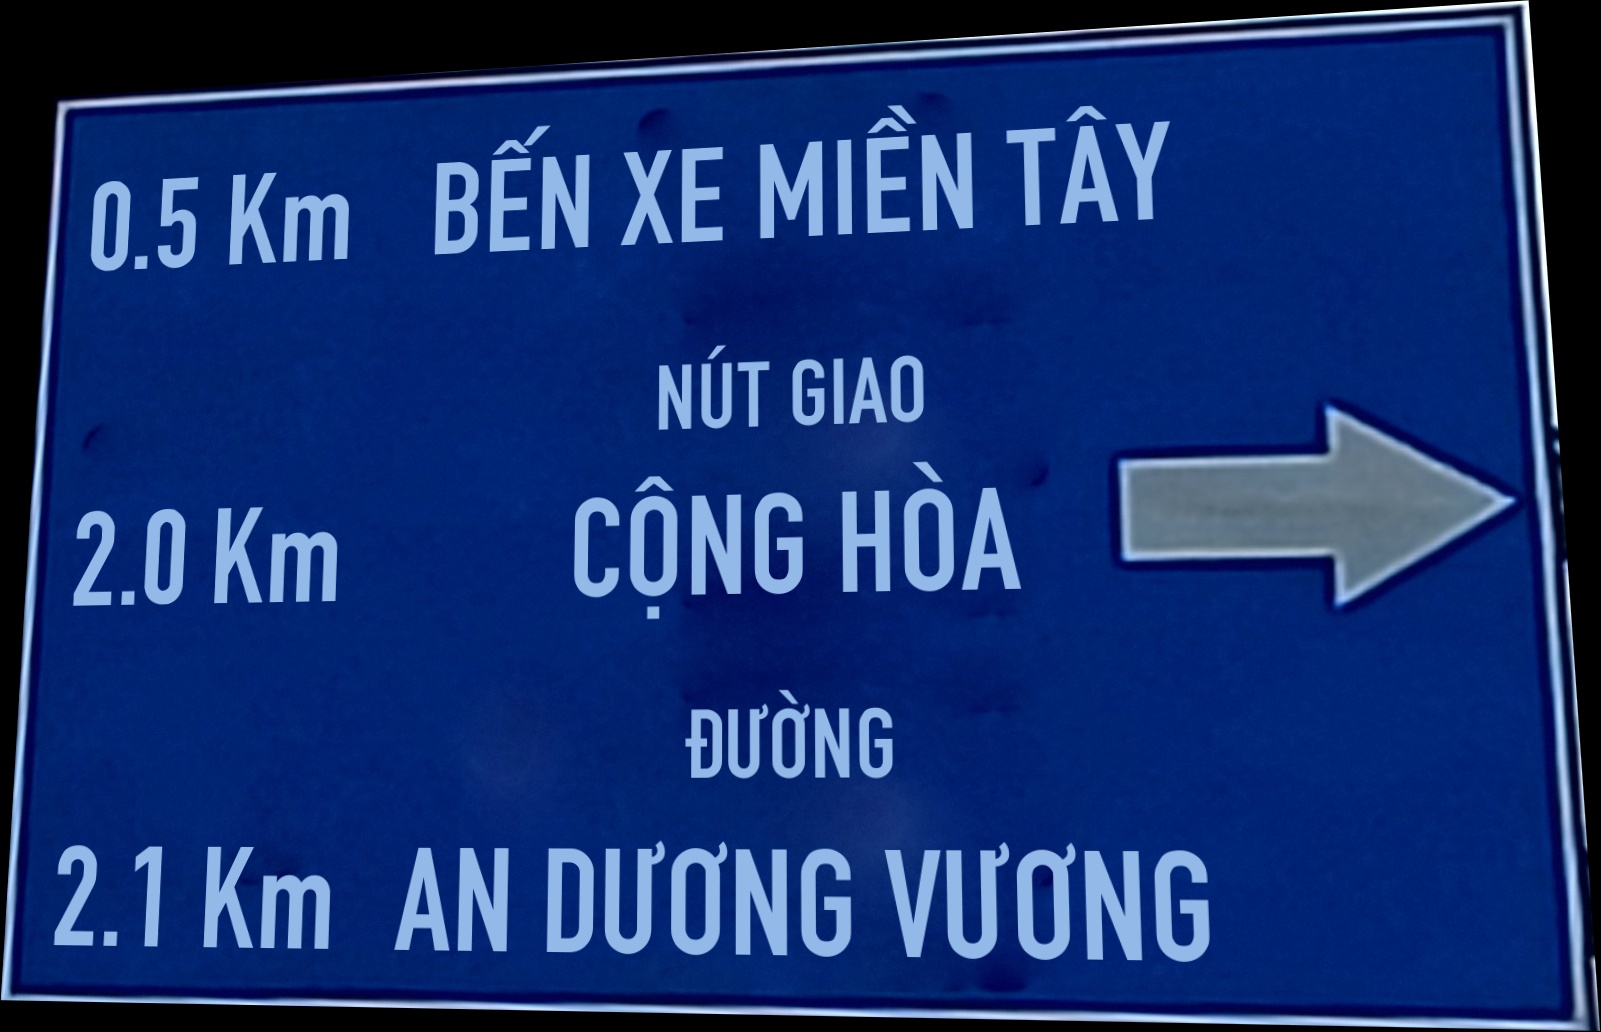 0.5 Km BẾN XE MIỀN TÂY
NÚT GIAO
2.0 Km CỘNG HÒA
ĐƯỜNG
2.1 Km AN DƯƠNG VƯƠNG